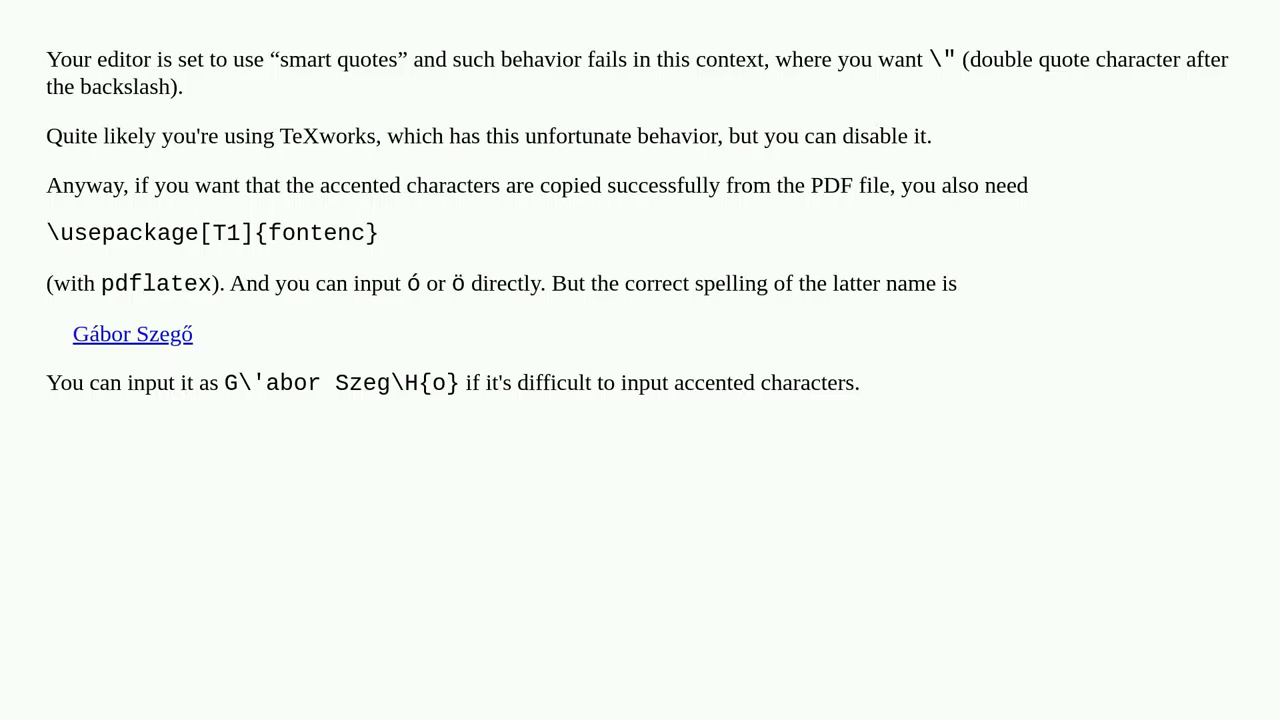 Your editor is set to use “smart quotes” and such behavior fails in this context, where you want \" (double quote character after
the backslash).
Quite likely you're using TeXworks, which has this unfortunate behavior, but you can disable it.
Anyway, if you want that the accented characters are copied successfully from the PDF file, you also need
\usepackage[T1]{fontenc}
(with pdflatex). And you can input ó or ö directly. But the correct spelling of the latter name is
Gábor Szegő
You can input it as G\'abor Szeg\H{o} if it's difficult to input accented characters.